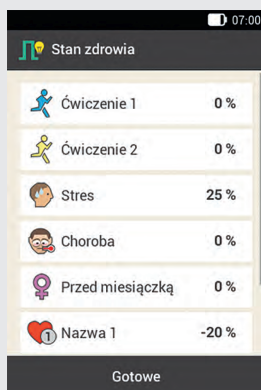 07:00
Stan zdrowia
Ćwiczenie 1 0 %
Ćwiczenie 2 0 %
Stres 25 %
Choroba 0 %
Przed miesiączką 0 %
1 Nazwa 1 -20 %
Gotowe